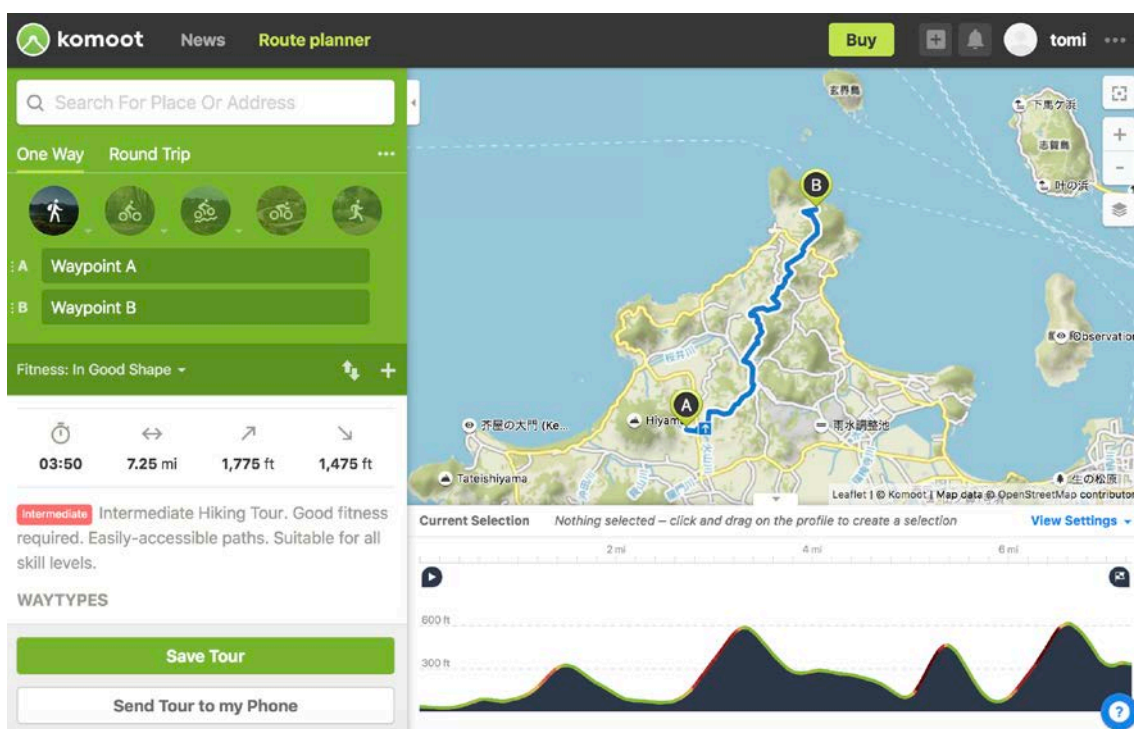 komoot News Route planner Buy tomi
Search For Place Or Address
One Way Round Trip
A Waypoint A
B Waypoint B
Fitness: In Good Shape
03:50 7.25 mi 1,775 ft 1,475 ft
Intermediate Intermediate Hiking Tour. Good fitness
required. Easily-accessible paths. Suitable for all
skill levels.
WAYTYPES
Save Tour
Send Tour to my Phone
玄界島
下馬ケ浜
志賀島
叶の浜
B
桜井川
A
Hiyama
芥屋の大門 (Ke...
雨水調整池
Observation
Tateishiyama
生の松原
Leaflet | © Komoot | Map data © OpenStreetMap contributor
Current Selection Nothing selected – click and drag on the profile to create a selection View Settings
2 mi 4 mi 6 mi
600 ft
300 ft
?